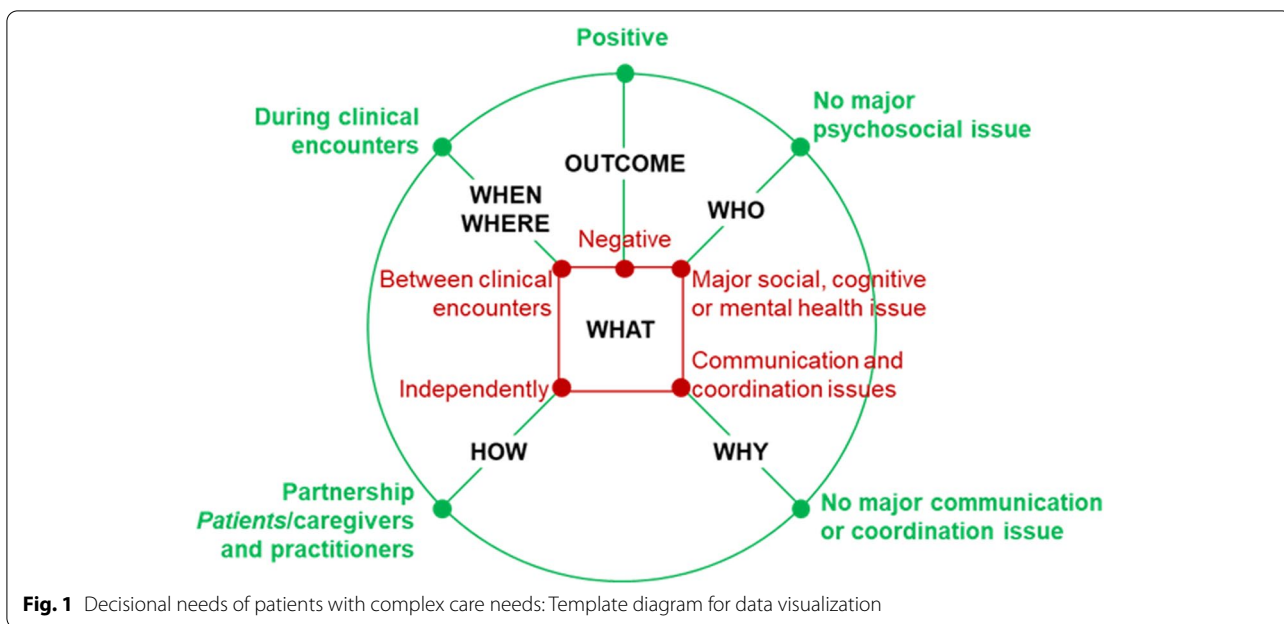 Positive
During clinical
encounters
No major
psychosocial issue
OUTCOME
WHEN
WHERE
WHO
Negative
Between clinical
encounters
Major social, cognitive
or mental health issue
WHAT
Independently
Communication and
coordination issues
HOW
WHY
Partnership
Patients/caregivers
and practitioners
No major communication
or coordination issue
Fig. 1 Decisional needs of patients with complex care needs: Template diagram for data visualization